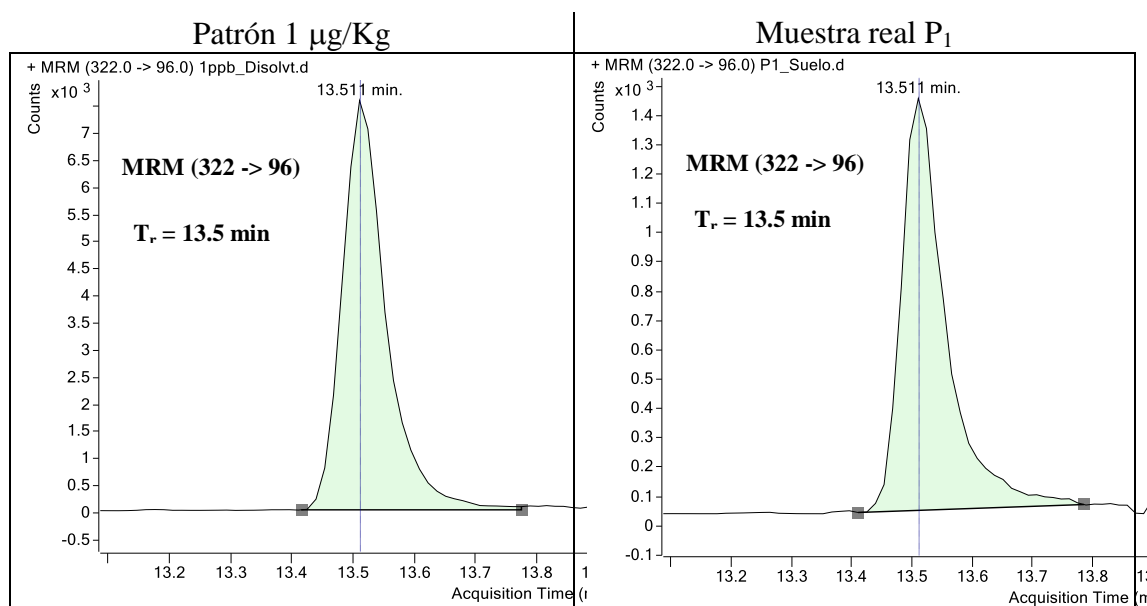 Patrón 1 μg/Kg
+ MRM (322.0 -> 96.0) 1ppb_Disolvt.d
Counts
x10 3
13.511 min.
MRM (322 -> 96)
Tr = 13.5 min
7
6.5
6
5.5
5
4.5
4
3.5
3
2.5
2
1.5
1
0.5
0
-0.5
13.2 13.3 13.4 13.5 13.6 13.7 13.8
Acquisition Time
Muestra real P1
+ MRM (322.0 -> 96.0) P1_Suelo.d
Counts
x10 3
13.511 min.
MRM (322 -> 96)
Tr = 13.5 min
1.4
1.3
1.2
1.1
1
0.9
0.8
0.7
0.6
0.5
0.4
0.3
0.2
0.1
0
-0.1
13.2 13.3 13.4 13.5 13.6 13.7 13.8
Acquisition Time